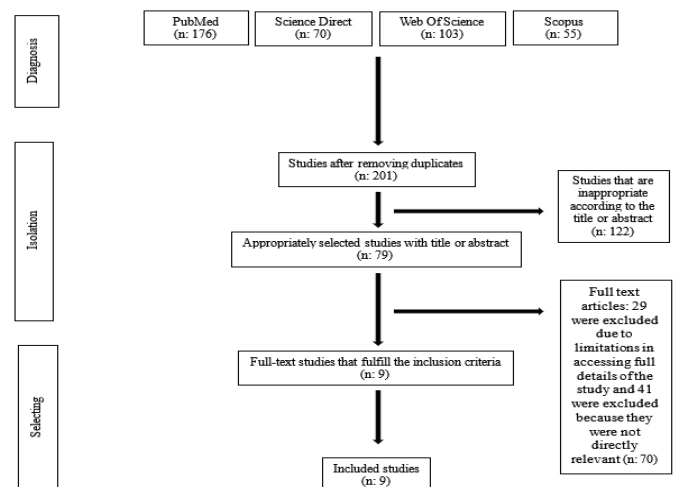 PubMed
(n: 176)
Science Direct
(n: 70)
Web Of Science
(n: 103)
Scopus
(n: 55)
Diagnosis
Studies after removing duplicates
(n: 201)
Studies that are
inappropriate
according to the
title or abstract
(n: 122)
Isolation
Appropriately selected studies with title or abstract
(n: 79)
Full text
articles: 29
were excluded
due to
limitations in
accessing full
details of the
study and 41
were excluded
because they
were not
directly
relevant (n: 70)
Full-text studies that fulfill the inclusion criteria
(n: 9)
Selecting
Included studies
(n: 9)